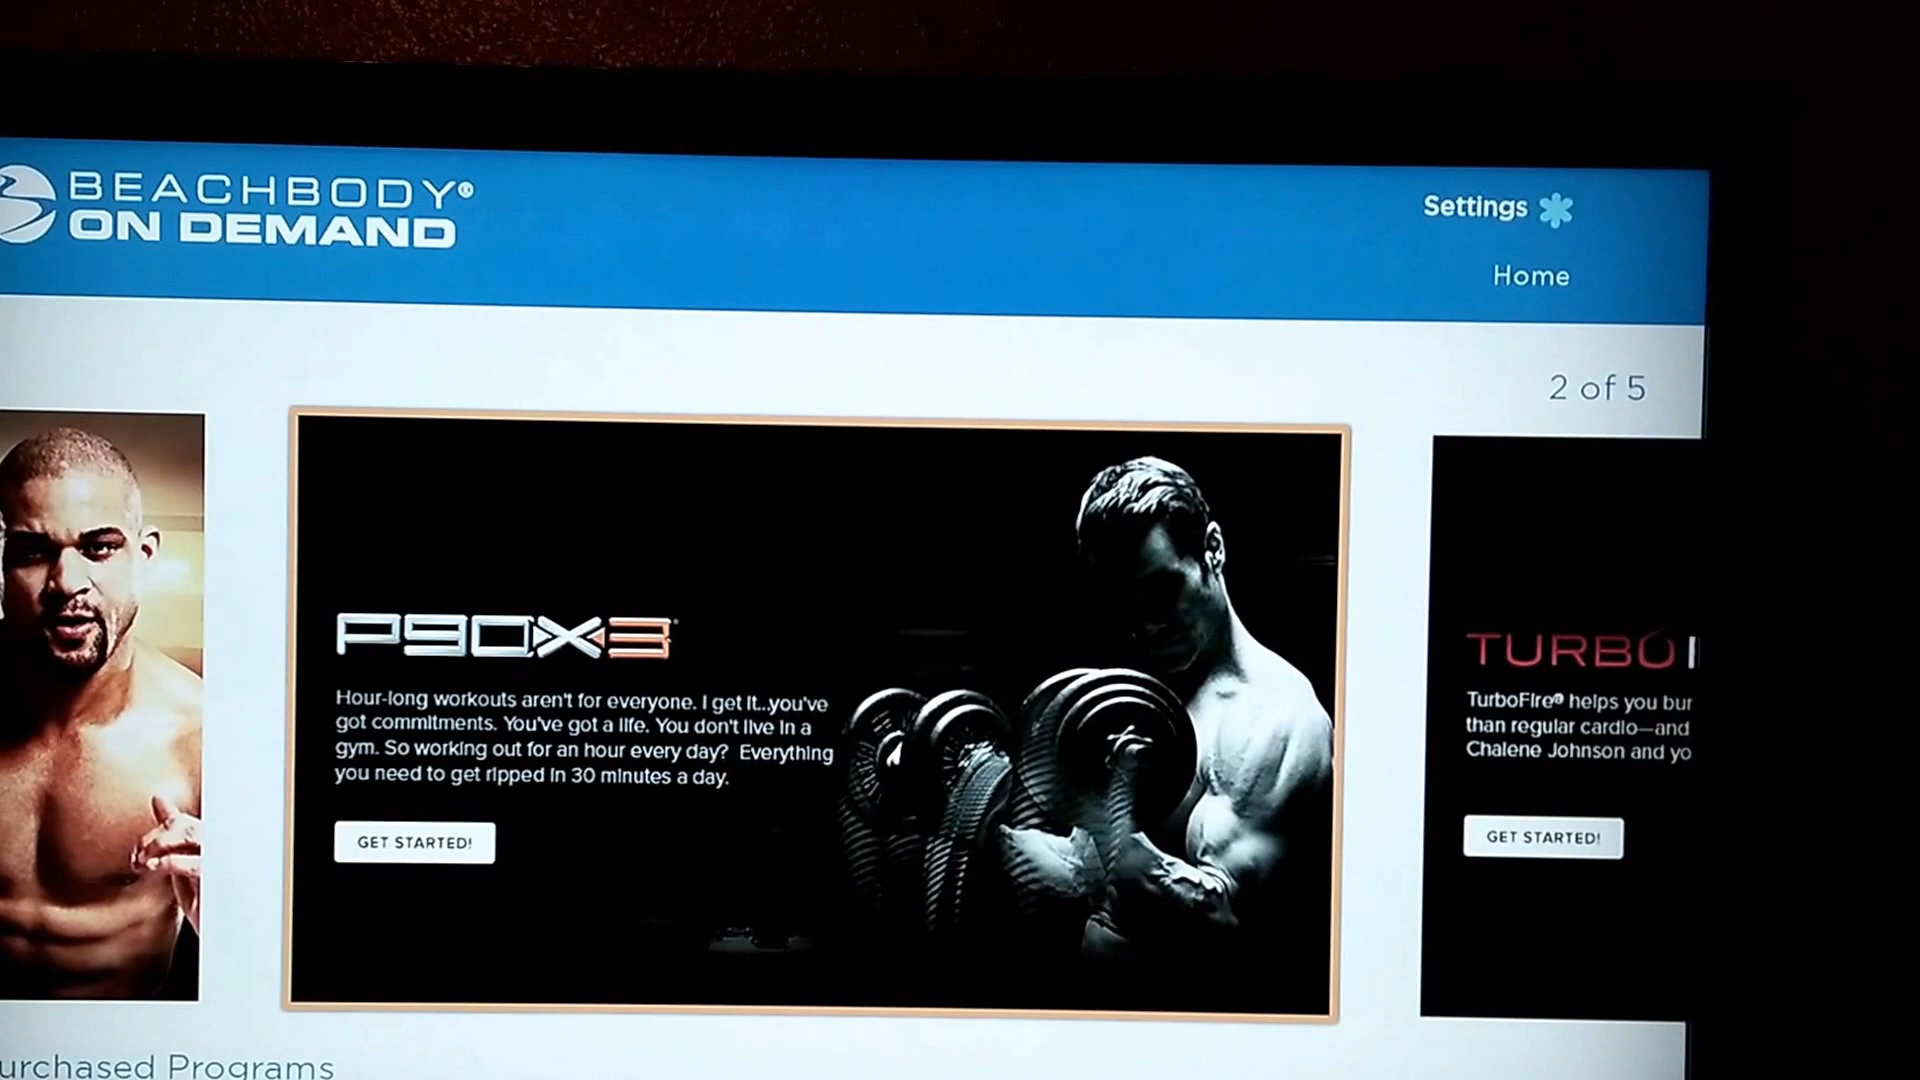 BEACHBODY®
ON DEMAND
Settings
Home
2 of 5
P90X3
Hour-long workouts aren't for everyone. I get it...you've
got commitments. You've got a life. You don't live in a
gym. So working out for an hour every day? Everything
you need to get ripped in 30 minutes a day.
GET STARTED!
TURBO
TurboFire® helps you bur
than regular cardio—and
Chalene Johnson and yo
GET STARTED!
urchased Programs